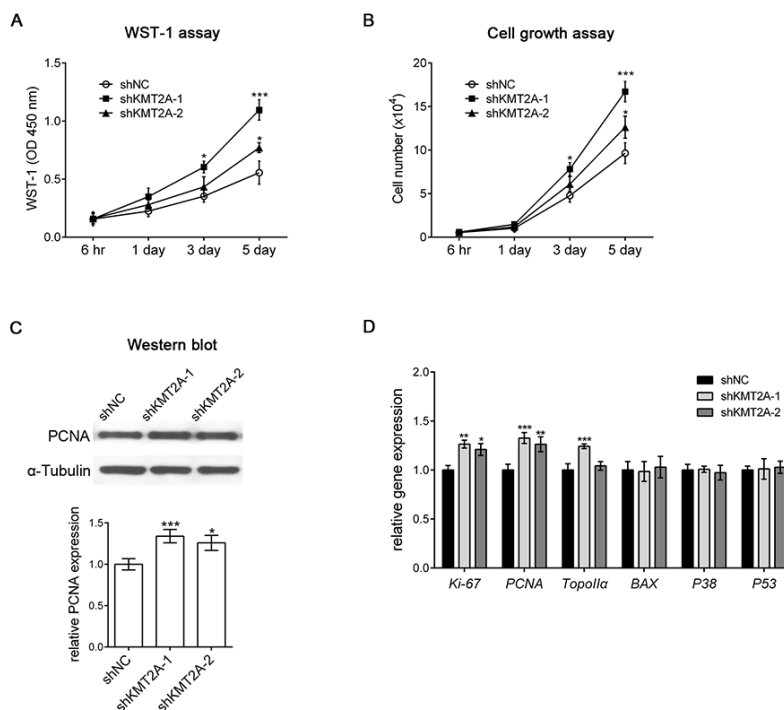 A
WST-1 assay
WST-1 (OD 450 nm)
1.5
1.0
0.5
0.0
shNC
shKMT2A-1
shKMT2A-2
*
***
*
6 hr 1 day 3 day 5 day
B
Cell growth assay
Cell number (x10⁴)
20
15
10
5
0
shNC
shKMT2A-1
shKMT2A-2
*
***
*
6 hr 1 day 3 day 5 day
C
Western blot
shNC shKMT2A-1 shKMT2A-2
PCNA
α-Tubulin
relative PCNA expression
1.5
1.0
0.5
0.0
*** *
shNC shKMT2A-1 shKMT2A-2
D
relative gene expression
2.0
1.5
1.0
0.5
0.0
shNC
shKMT2A-1
shKMT2A-2
** * *** ** ***
Ki-67 PCNA TopoIIα BAX P38 P53